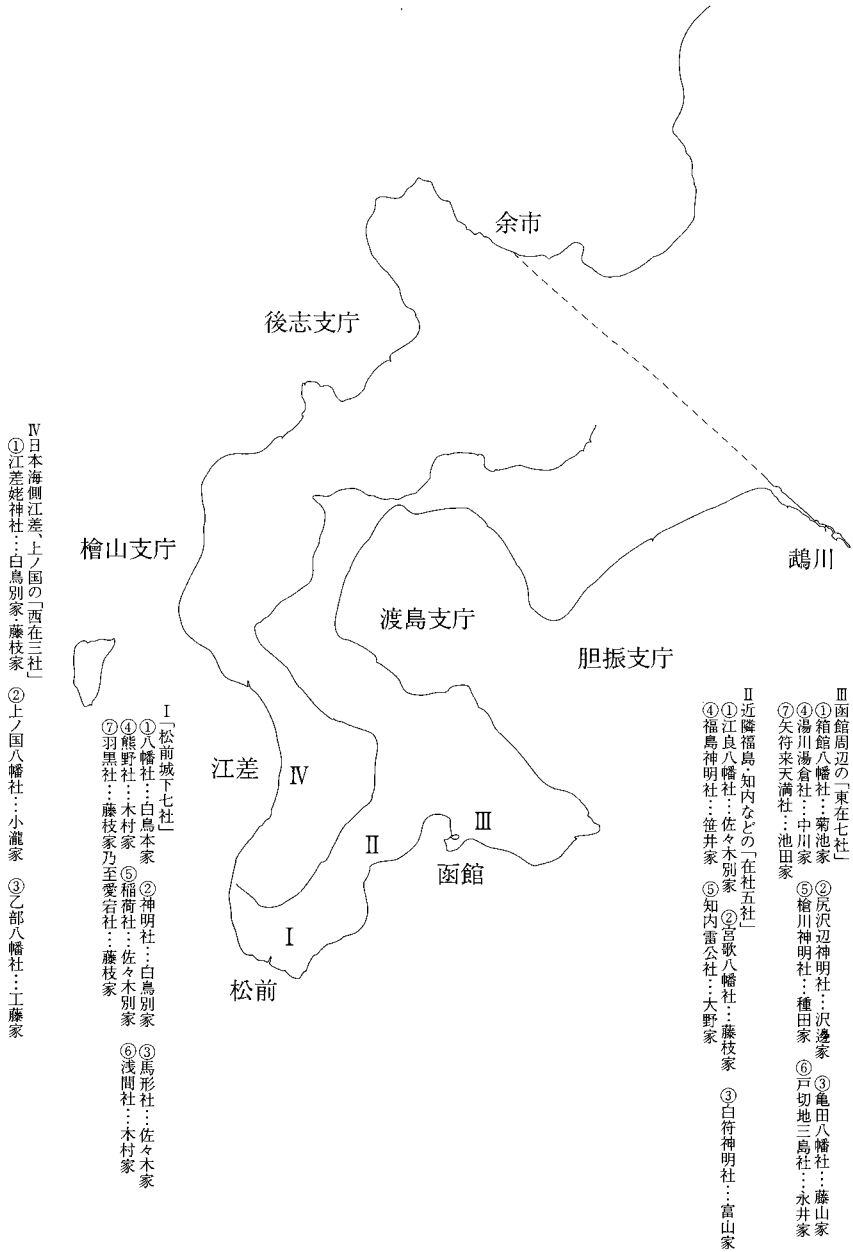 余市
後志支庁
檜山支庁
鵡川
渡島支庁
胆振支庁
江差
Ⅳ
Ⅱ
Ⅲ
函館
Ⅰ
松前
Ⅲ函館周辺の「東在七社」
①箱館八幡社…菊池家 ②尻沢辺神明社…沢邊家 ③亀田八幡社…藤山家
④湯川湯倉社…中川家 ⑤槍川神明社…種田家 ⑥戸切地三島社…永井家
⑦矢符来天満社…池田家
Ⅱ近隣福島・知内などの「在社五社」
①江良八幡社…佐々木別家 ②宮歌八幡社…藤枝家 ③白符神明社…富山家
④福島神明社…笹井家 ⑤知内雷公社…大野家
Ⅰ「松前城下七社」
①八幡社…白鳥本家 ②神明社…白鳥別家 ③馬形社…佐々木家
④熊野社…木村家 ⑤稲荷社…佐々木別家 ⑥浅間社…木村家
⑦羽黒社…藤枝家乃至愛宕社…藤枝家
Ⅳ日本海側江差、上ノ国の「西在三社」
①江差姥神社…白鳥別家・藤枝家 ②上ノ国八幡社…小瀧家 ③乙部八幡社…工藤家